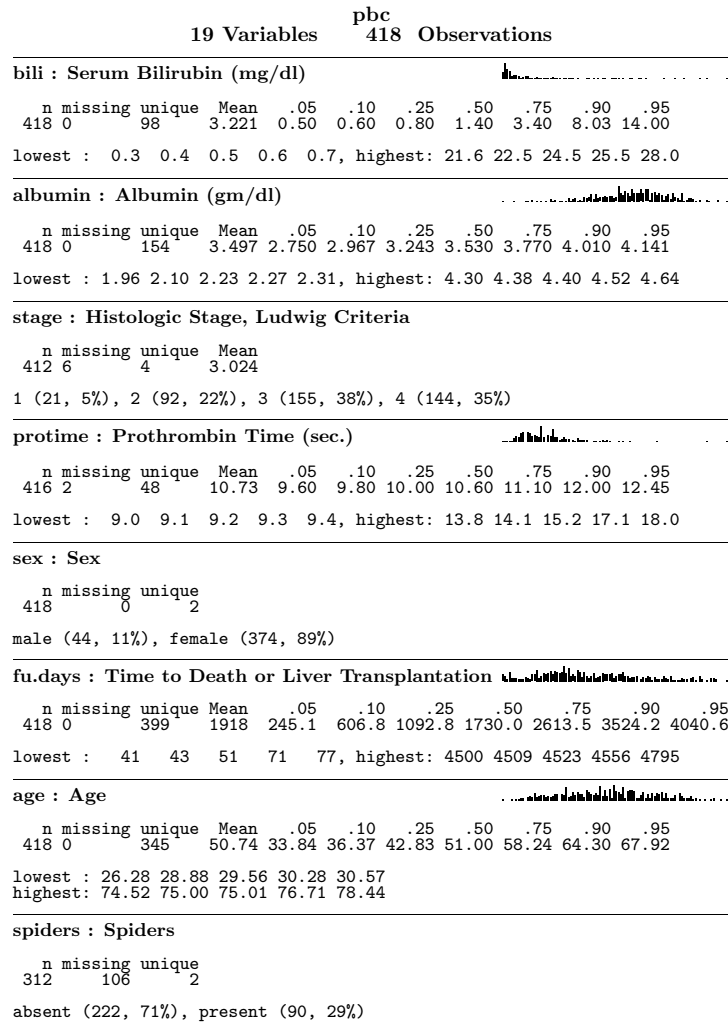 pbc
19 Variables 418 Observations
bili : Serum Bilirubin (mg/dl)
n missing unique Mean .05 .10 .25 .50 .75 .90 .95
418 0 98 3.221 0.50 0.60 0.80 1.40 3.40 8.03 14.00
lowest : 0.3 0.4 0.5 0.6 0.7, highest: 21.6 22.5 24.5 25.5 28.0
albumin : Albumin (gm/dl)
n missing unique Mean .05 .10 .25 .50 .75 .90 .95
418 0 154 3.497 2.750 2.967 3.243 3.530 3.770 4.010 4.141
lowest : 1.96 2.10 2.23 2.27 2.31, highest: 4.30 4.38 4.40 4.52 4.64
stage : Histologic Stage, Ludwig Criteria
n missing unique Mean
412 6 4 3.024
1 (21, 5%), 2 (92, 22%), 3 (155, 38%), 4 (144, 35%)
protime : Prothrombin Time (sec.)
n missing unique Mean .05 .10 .25 .50 .75 .90 .95
416 2 48 10.73 9.60 9.80 10.00 10.60 11.10 12.00 12.45
lowest : 9.0 9.1 9.2 9.3 9.4, highest: 13.8 14.1 15.2 17.1 18.0
sex : Sex
n missing unique
418 0 2
male (44, 11%), female (374, 89%)
fu.days : Time to Death or Liver Transplantation
n missing unique Mean .05 .10 .25 .50 .75 .90 .95
418 0 399 1918 245.1 606.8 1092.8 1730.0 2613.5 3524.2 4040.6
lowest : 41 43 51 71 77, highest: 4500 4509 4523 4556 4795
age : Age
n missing unique Mean .05 .10 .25 .50 .75 .90 .95
418 0 345 50.74 33.84 36.37 42.83 51.00 58.24 64.30 67.92
lowest : 26.28 28.88 29.56 30.28 30.57
highest: 74.52 75.00 75.01 76.71 78.44
spiders : Spiders
n missing unique
312 106 2
absent (222, 71%), present (90, 29%)